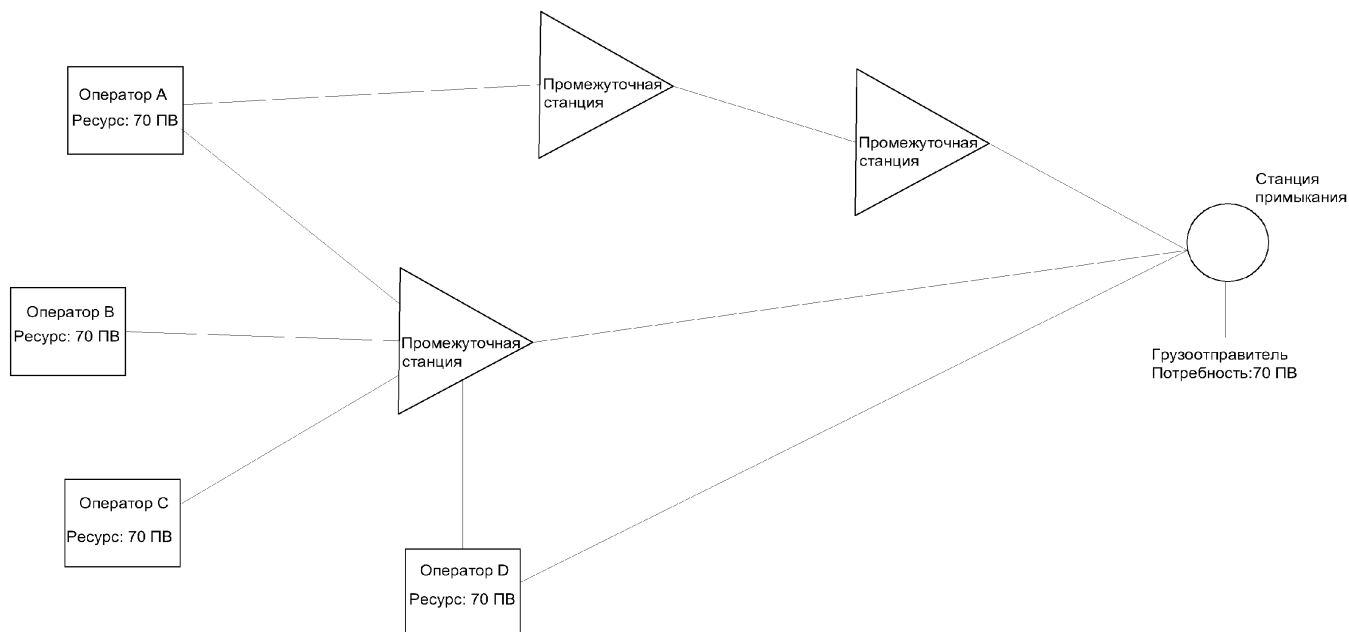 Оператор А
Ресурс: 70 ПВ
Промежуточная
станция
Промежуточная
станция
Станция
примыкания
Оператор В
Ресурс: 70 ПВ
Промежуточная
станция
Грузоотправитель
Потребность:70 ПВ
Оператор С
Ресурс: 70 ПВ
Оператор D
Ресурс: 70 ПВ